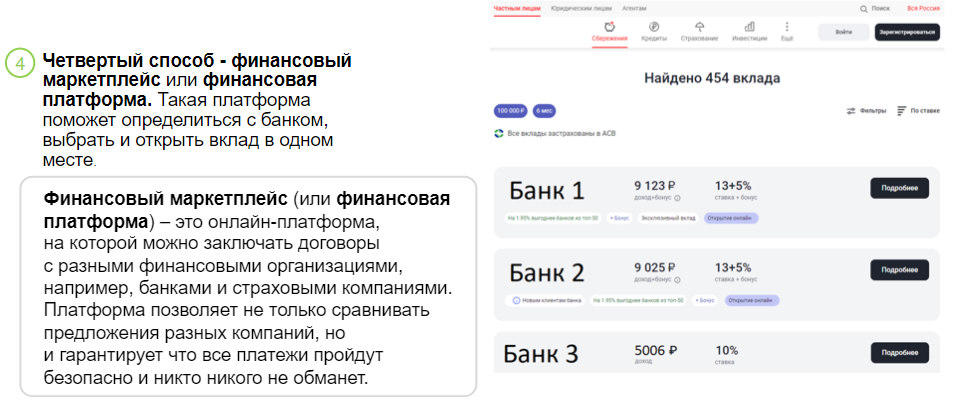 4
Четвертый способ - финансовый
маркетплейс или финансовая
платформа. Такая платформа
поможет определиться с банком,
выбрать и открыть вклад в одном
месте.
Финансовый маркетплейс (или финансовая
платформа) – это онлайн-платформа,
на которой можно заключать договоры
с разными финансовыми организациями,
например, банками и страховыми компаниями.
Платформа позволяет не только сравнивать
предложения разных компаний, но
и гарантирует что все платежи пройдут
безопасно и никто никого не обманет.
Частным лицам Юридическим лицам Агентам Поиск Вся Россия
Сбережения Кредиты Страхование Инвестиции Ещё Войти Зарегистрироваться
Найдено 454 вклада
100 000 ₽ 6 мес Фильтры По ставке
Все вклады застрахованы в АСВ
Банк 1 9 123 ₽ 13+5% Подробнее
доход+бонус ставка + бонус
На 1.95% выгоднее банков из топ-50 + Бонус Эксклюзивный вклад Открытие онлайн
Банк 2 9 025 ₽ 13+5% Подробнее
доход+бонус ставка + бонус
Новым клиентам банка На 1.95% выгоднее банков из топ-50 + Бонус Открытие онлайн
Банк 3 5006 ₽ 10% Подробнее
доход ставка